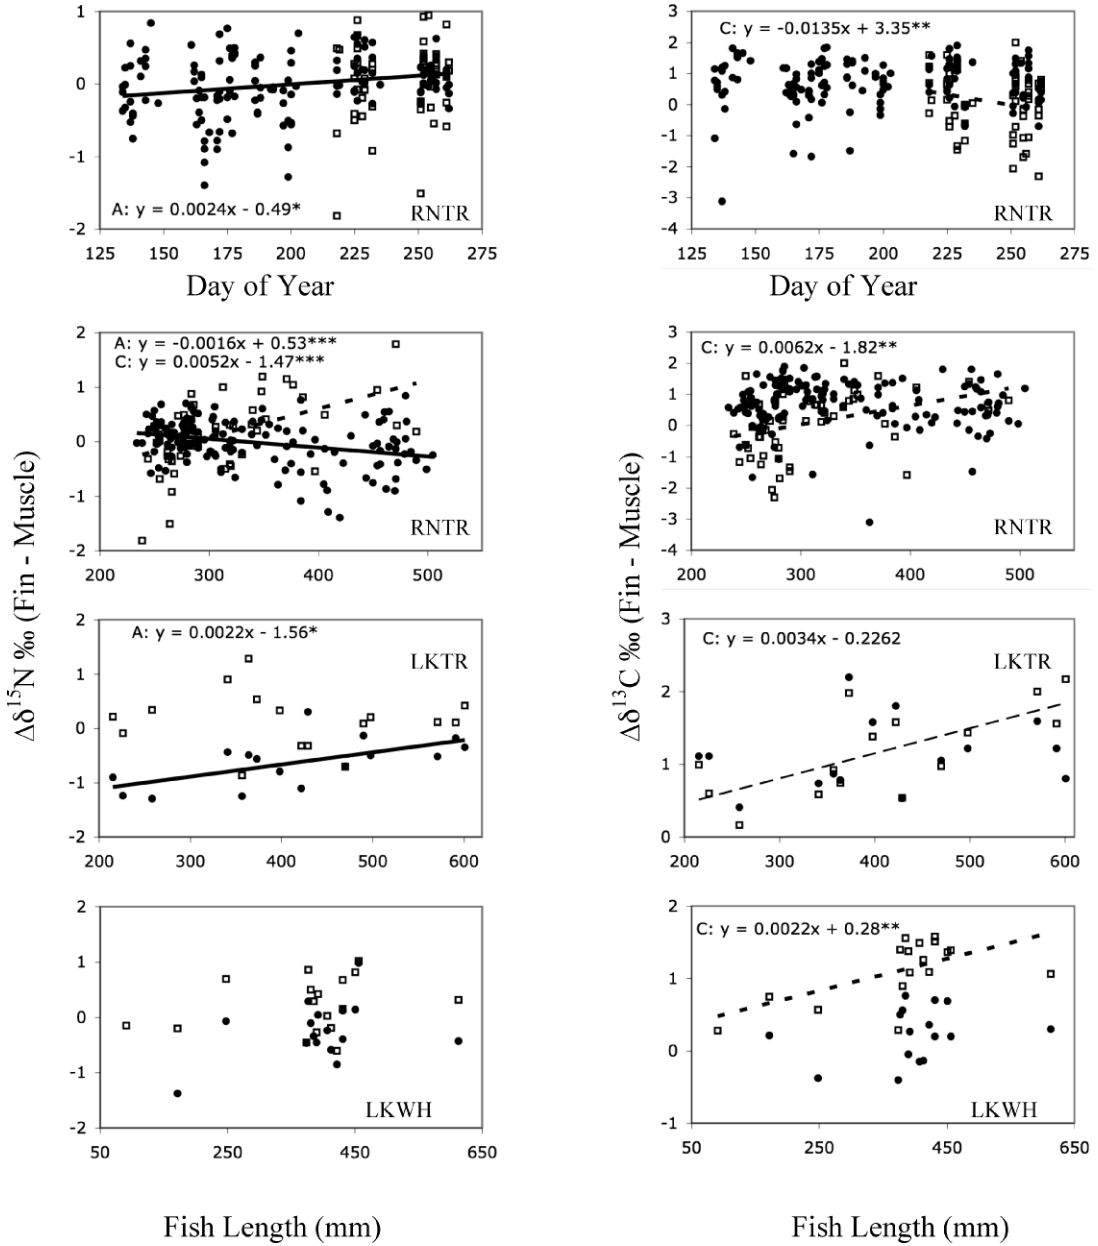 1
0
-1
-2
A: y = 0.0024x - 0.49*
RNTR
125 150 175 200 225 250 275
Day of Year
3
2
1
0
-1
-2
-3
-4
C: y = -0.0135x + 3.35**
RNTR
125 150 175 200 225 250 275
Day of Year
Δδ15N ‰ (Fin - Muscle)
2
1
0
-1
-2
A: y = -0.0016x + 0.53***
C: y = 0.0052x - 1.47***
RNTR
200 300 400 500
Δδ13C ‰ (Fin - Muscle)
3
2
1
0
-1
-2
-3
-4
C: y = 0.0062x - 1.82**
RNTR
200 300 400 500
2
1
0
-1
-2
A: y = 0.0022x - 1.56*
LKTR
200 300 400 500 600
3
2
1
0
C: y = 0.0034x - 0.2262
LKTR
200 300 400 500 600
2
1
0
-1
-2
LKWH
50 250 450 650
Fish Length (mm)
2
1
0
-1
C: y = 0.0022x + 0.28**
LKWH
50 250 450 650
Fish Length (mm)